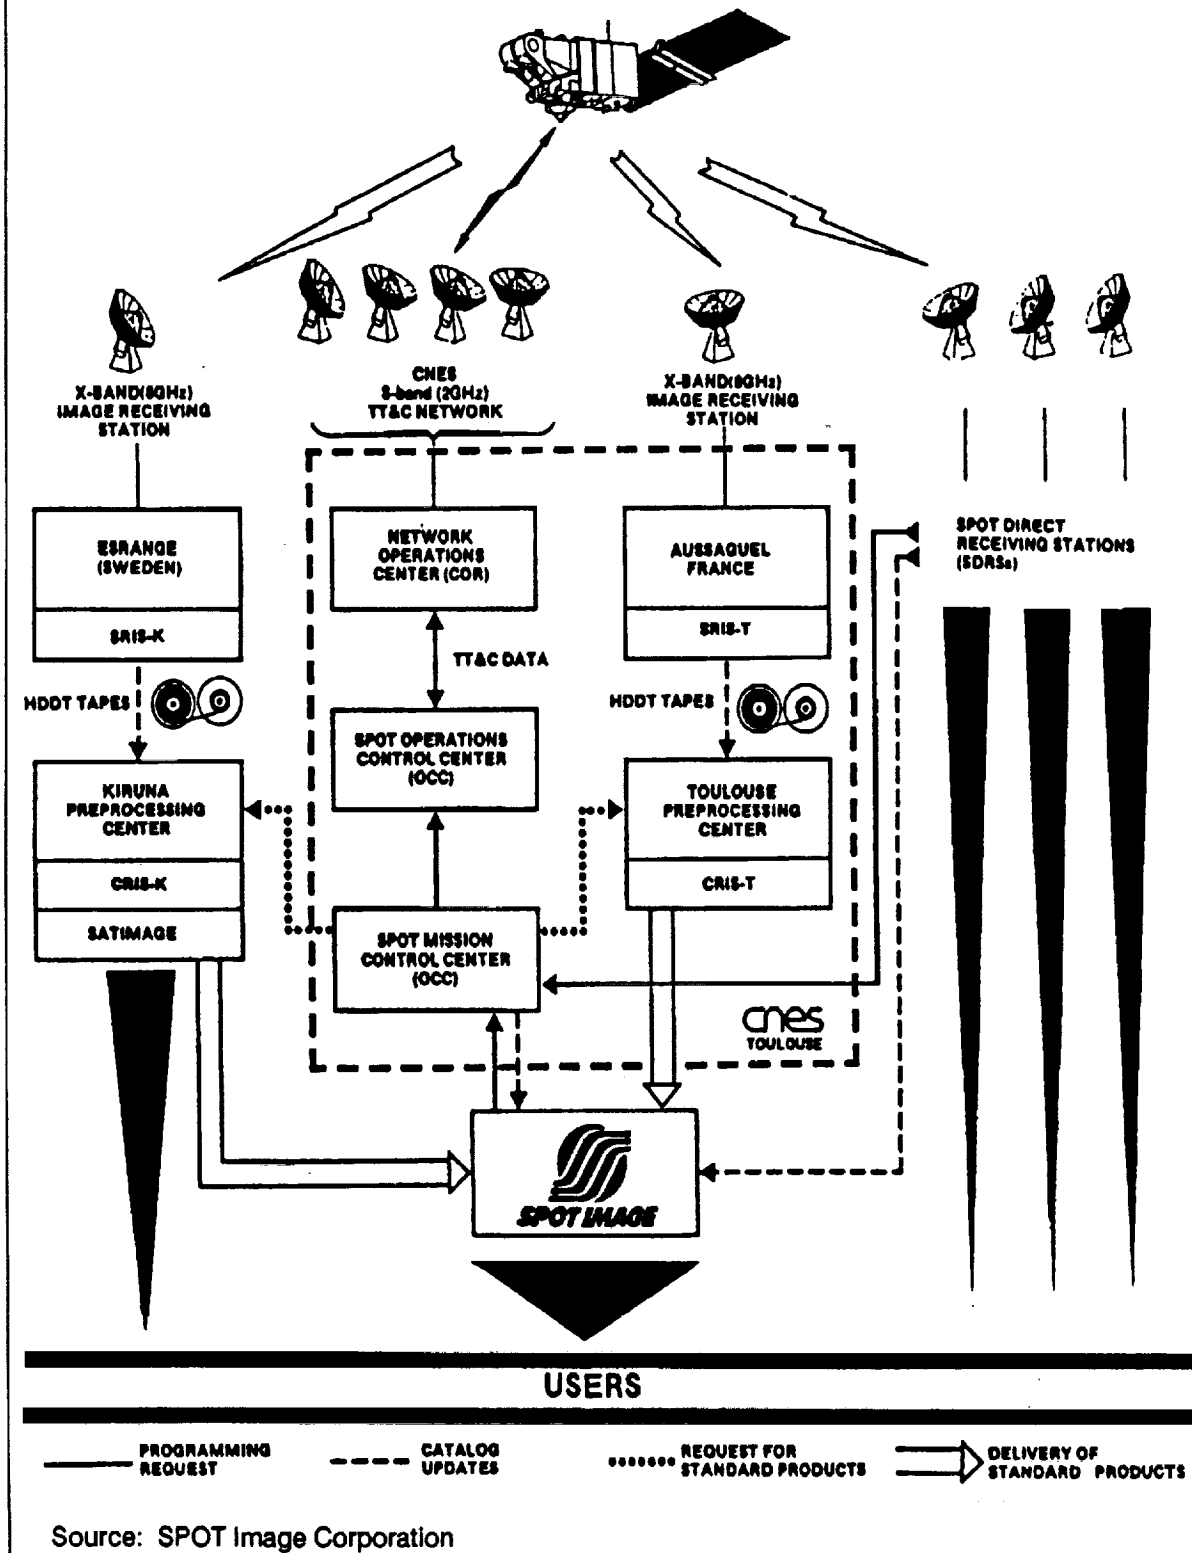 X-BAND(8GHz)
IMAGE RECEIVING
STATION
CNES
S-band (2GHz)
TT&C NETWORK
X-BAND(8GHz)
IMAGE RECEIVING
STATION
ESRANGE
(SWEDEN)
SRIS-K
NETWORK
OPERATIONS
CENTER (COR)
AUSSAGUEL
FRANCE
SRIS-T
SPOT DIRECT
RECEIVING STATIONS
(SDRSs)
TT&C DATA
HDDT TAPES
HDDT TAPES
KIRUNA
PREPROCESSING
CENTER
CRIS-K
SATIMAGE
SPOT OPERATIONS
CONTROL CENTER
(OCC)
TOULOUSE
PREPROCESSING
CENTER
CRIS-T
SPOT MISSION
CONTROL CENTER
(OCC)
cnes
TOULOUSE
SPOT IMAGE
USERS
PROGRAMMING
REQUEST
CATALOG
UPDATES
REQUEST FOR
STANDARD PRODUCTS
DELIVERY OF
STANDARD PRODUCTS
Source: SPOT Image Corporation